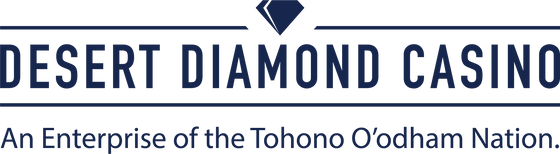 DESERT DIAMOND CASINO
An Enterprise of the Tohono O’odham Nation.